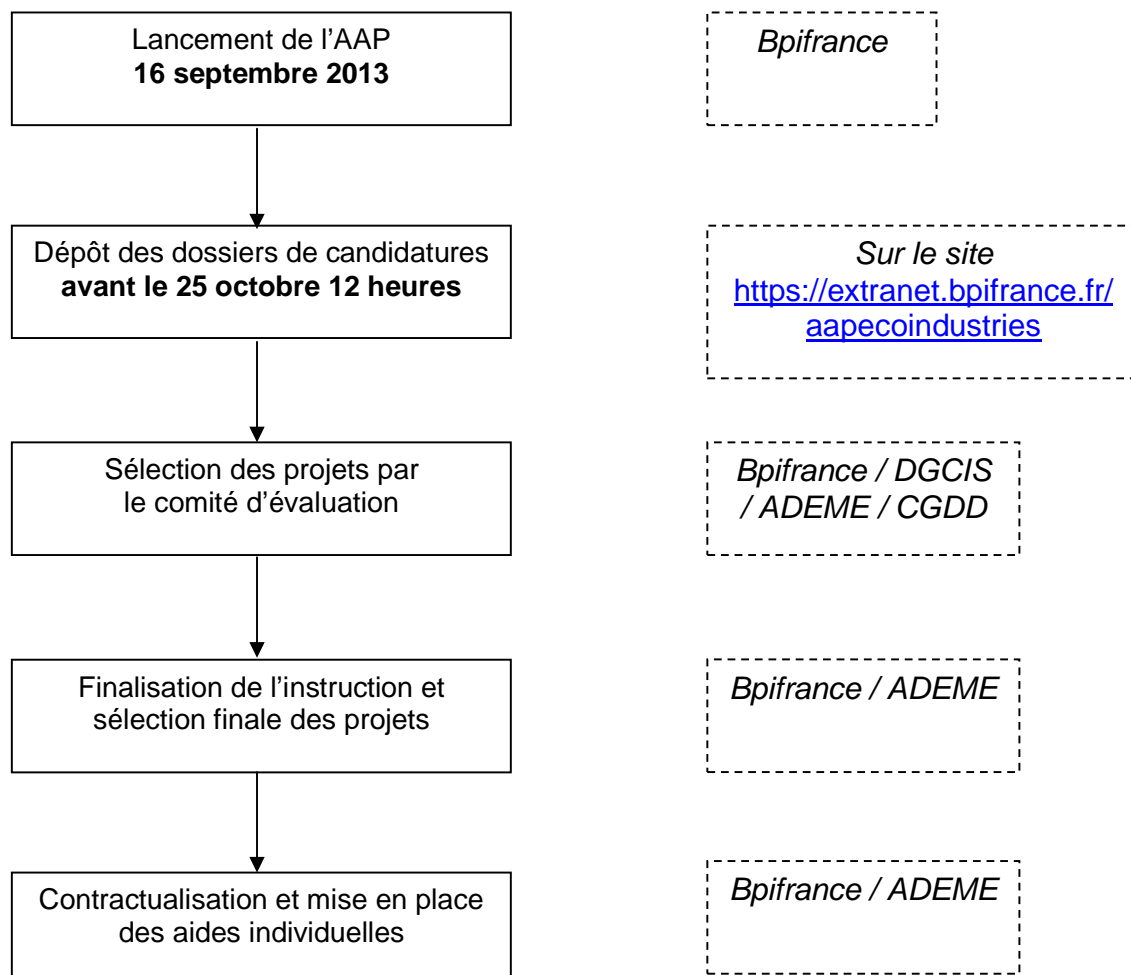 Lancement de l’AAP
16 septembre 2013
Bpifrance
Dépôt des dossiers de candidatures
avant le 25 octobre 12 heures
Sur le site
https://extranet.bpifrance.fr/
aapecoindustries
Sélection des projets par
le comité d’évaluation
Bpifrance / DGCIS
/ ADEME / CGDD
Finalisation de l’instruction et
sélection finale des projets
Bpifrance / ADEME
Contractualisation et mise en place
des aides individuelles
Bpifrance / ADEME